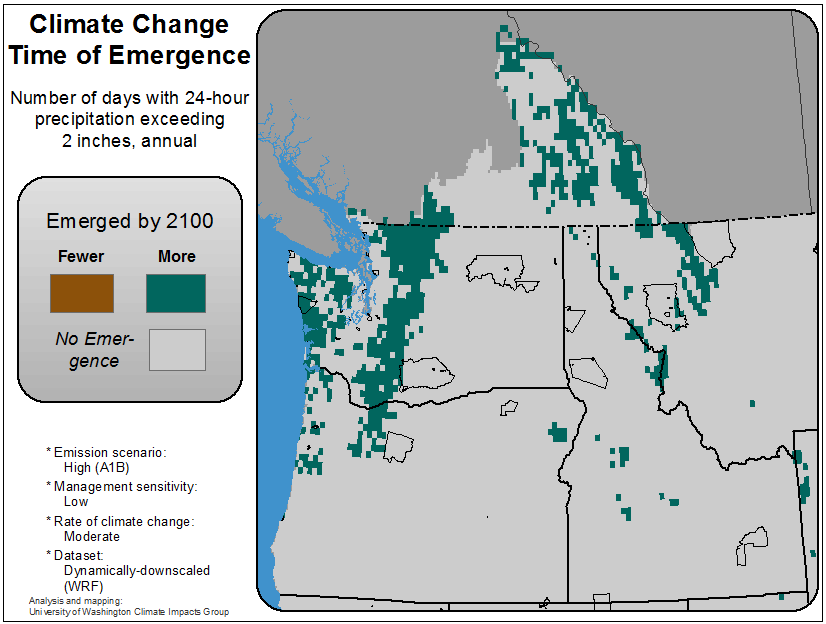 Climate Change
Time of Emergence
Number of days with 24-hour
precipitation exceeding
2 inches, annual
Emerged by 2100
Fewer
More
No Emer-
gence
* Emission scenario:
High (A1B)
* Management sensitivity:
Low
* Rate of climate change:
Moderate
* Dataset:
Dynamically-downscaled
(WRF)
Analysis and mapping:
University of Washington Climate Impacts Group